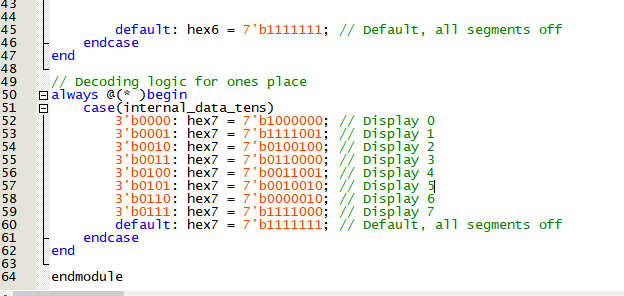 43
44
45 default: hex6 = 7'b1111111; // Default, all segments off
46 endcase
47 end
48
49 // Decoding logic for ones place
50 always @(* )begin
51 case(internal_data_tens)
52 3'b0000: hex7 = 7'b1000000; // Display 0
53 3'b0001: hex7 = 7'b1111001; // Display 1
54 3'b0010: hex7 = 7'b0100100; // Display 2
55 3'b0011: hex7 = 7'b0110000; // Display 3
56 3'b0100: hex7 = 7'b0011001; // Display 4
57 3'b0101: hex7 = 7'b0010010; // Display 5
58 3'b0110: hex7 = 7'b0000010; // Display 6
59 3'b0111: hex7 = 7'b1111000; // Display 7
60 default: hex7 = 7'b1111111; // Default, all segments off
61 endcase
62 end
63
64 endmodule